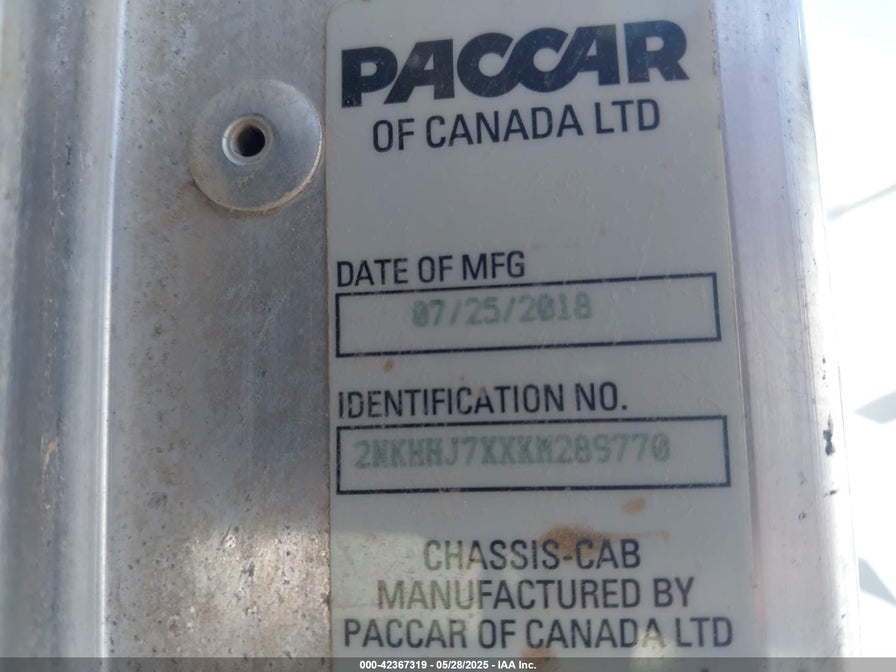 PACCAR
OF CANADA LTD
DATE OF MFG
07/25/2018
IDENTIFICATION NO.
2NKHHJ7XXKM289770
CHASSIS-CAB
MANUFACTURED BY
PACCAR OF CANADA LTD
000-42367319 - 05/28/2025 - IAA Inc.